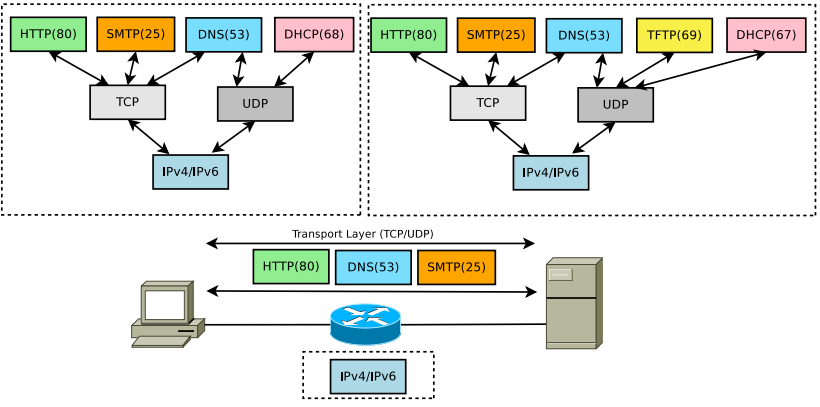 HTTP(80) SMTP(25) DNS(53) DHCP(68)
TCP UDP
IPv4/IPv6
HTTP(80) SMTP(25) DNS(53) TFTP(69) DHCP(67)
TCP UDP
IPv4/IPv6
Transport Layer (TCP/UDP)
HTTP(80) DNS(53) SMTP(25)
IPv4/IPv6